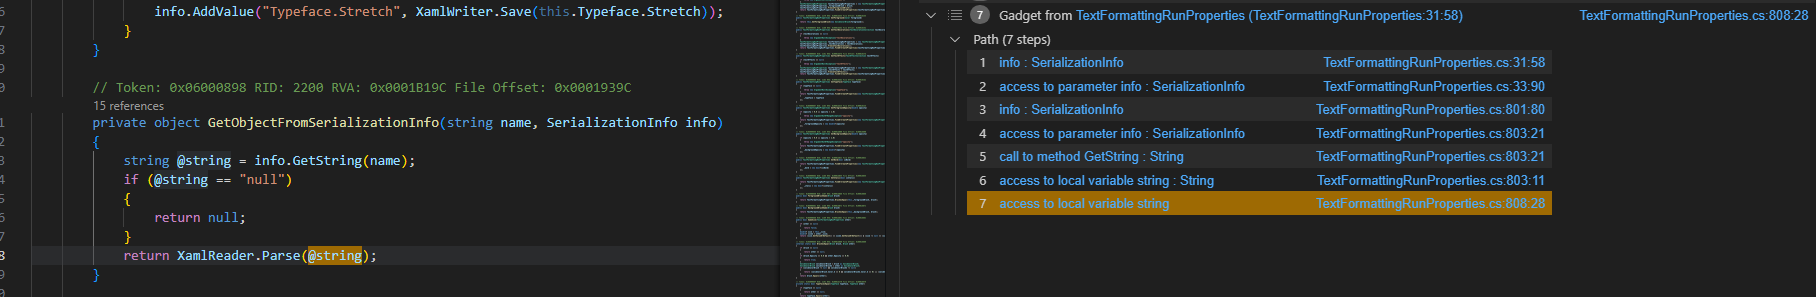 info.AddValue("Typeface.Stretch", XamlWriter.Save(this.Typeface.Stretch));
}
}
// Token: 0x06000898 RID: 2200 RVA: 0x0001B19C File Offset: 0x0001939C
15 references
private object GetObjectFromSerializationInfo(string name, SerializationInfo info)
{
string @string = info.GetString(name);
if (@string == "null")
{
return null;
}
return XamlReader.Parse(@string);
}
7 Gadget from TextFormattingRunProperties (TextFormattingRunProperties:31:58) TextFormattingRunProperties.cs:808:28
Path (7 steps)
1 info : SerializationInfo TextFormattingRunProperties.cs:31:58
2 access to parameter info : SerializationInfo TextFormattingRunProperties.cs:33:90
3 info : SerializationInfo TextFormattingRunProperties.cs:801:80
4 access to parameter info : SerializationInfo TextFormattingRunProperties.cs:803:21
5 call to method GetString : String TextFormattingRunProperties.cs:803:21
6 access to local variable string : String TextFormattingRunProperties.cs:803:11
7 access to local variable string TextFormattingRunProperties.cs:808:28